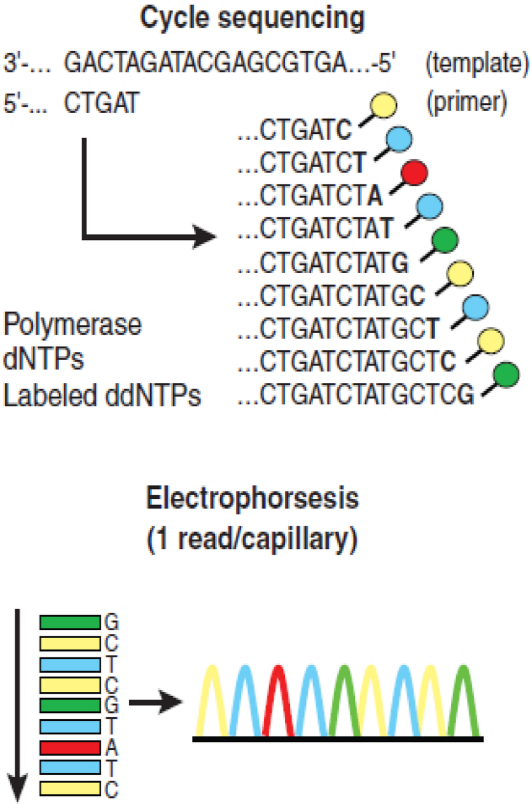 Cycle sequencing
3'-... GACTAGATACGAGCGTGA...-5' (template)
5'-... CTGAT (primer)
...CTGATC
...CTGATCT
...CTGATCTA
...CTGATCTAT
...CTGATCTATG
...CTGATCTATGC
...CTGATCTATGCT
...CTGATCTATGCTC
...CTGATCTATGCTCG
Polymerase
dNTPs
Labeled ddNTPs
Electrophorsesis
(1 read/capillary)
G
C
T
C
G
T
A
T
C